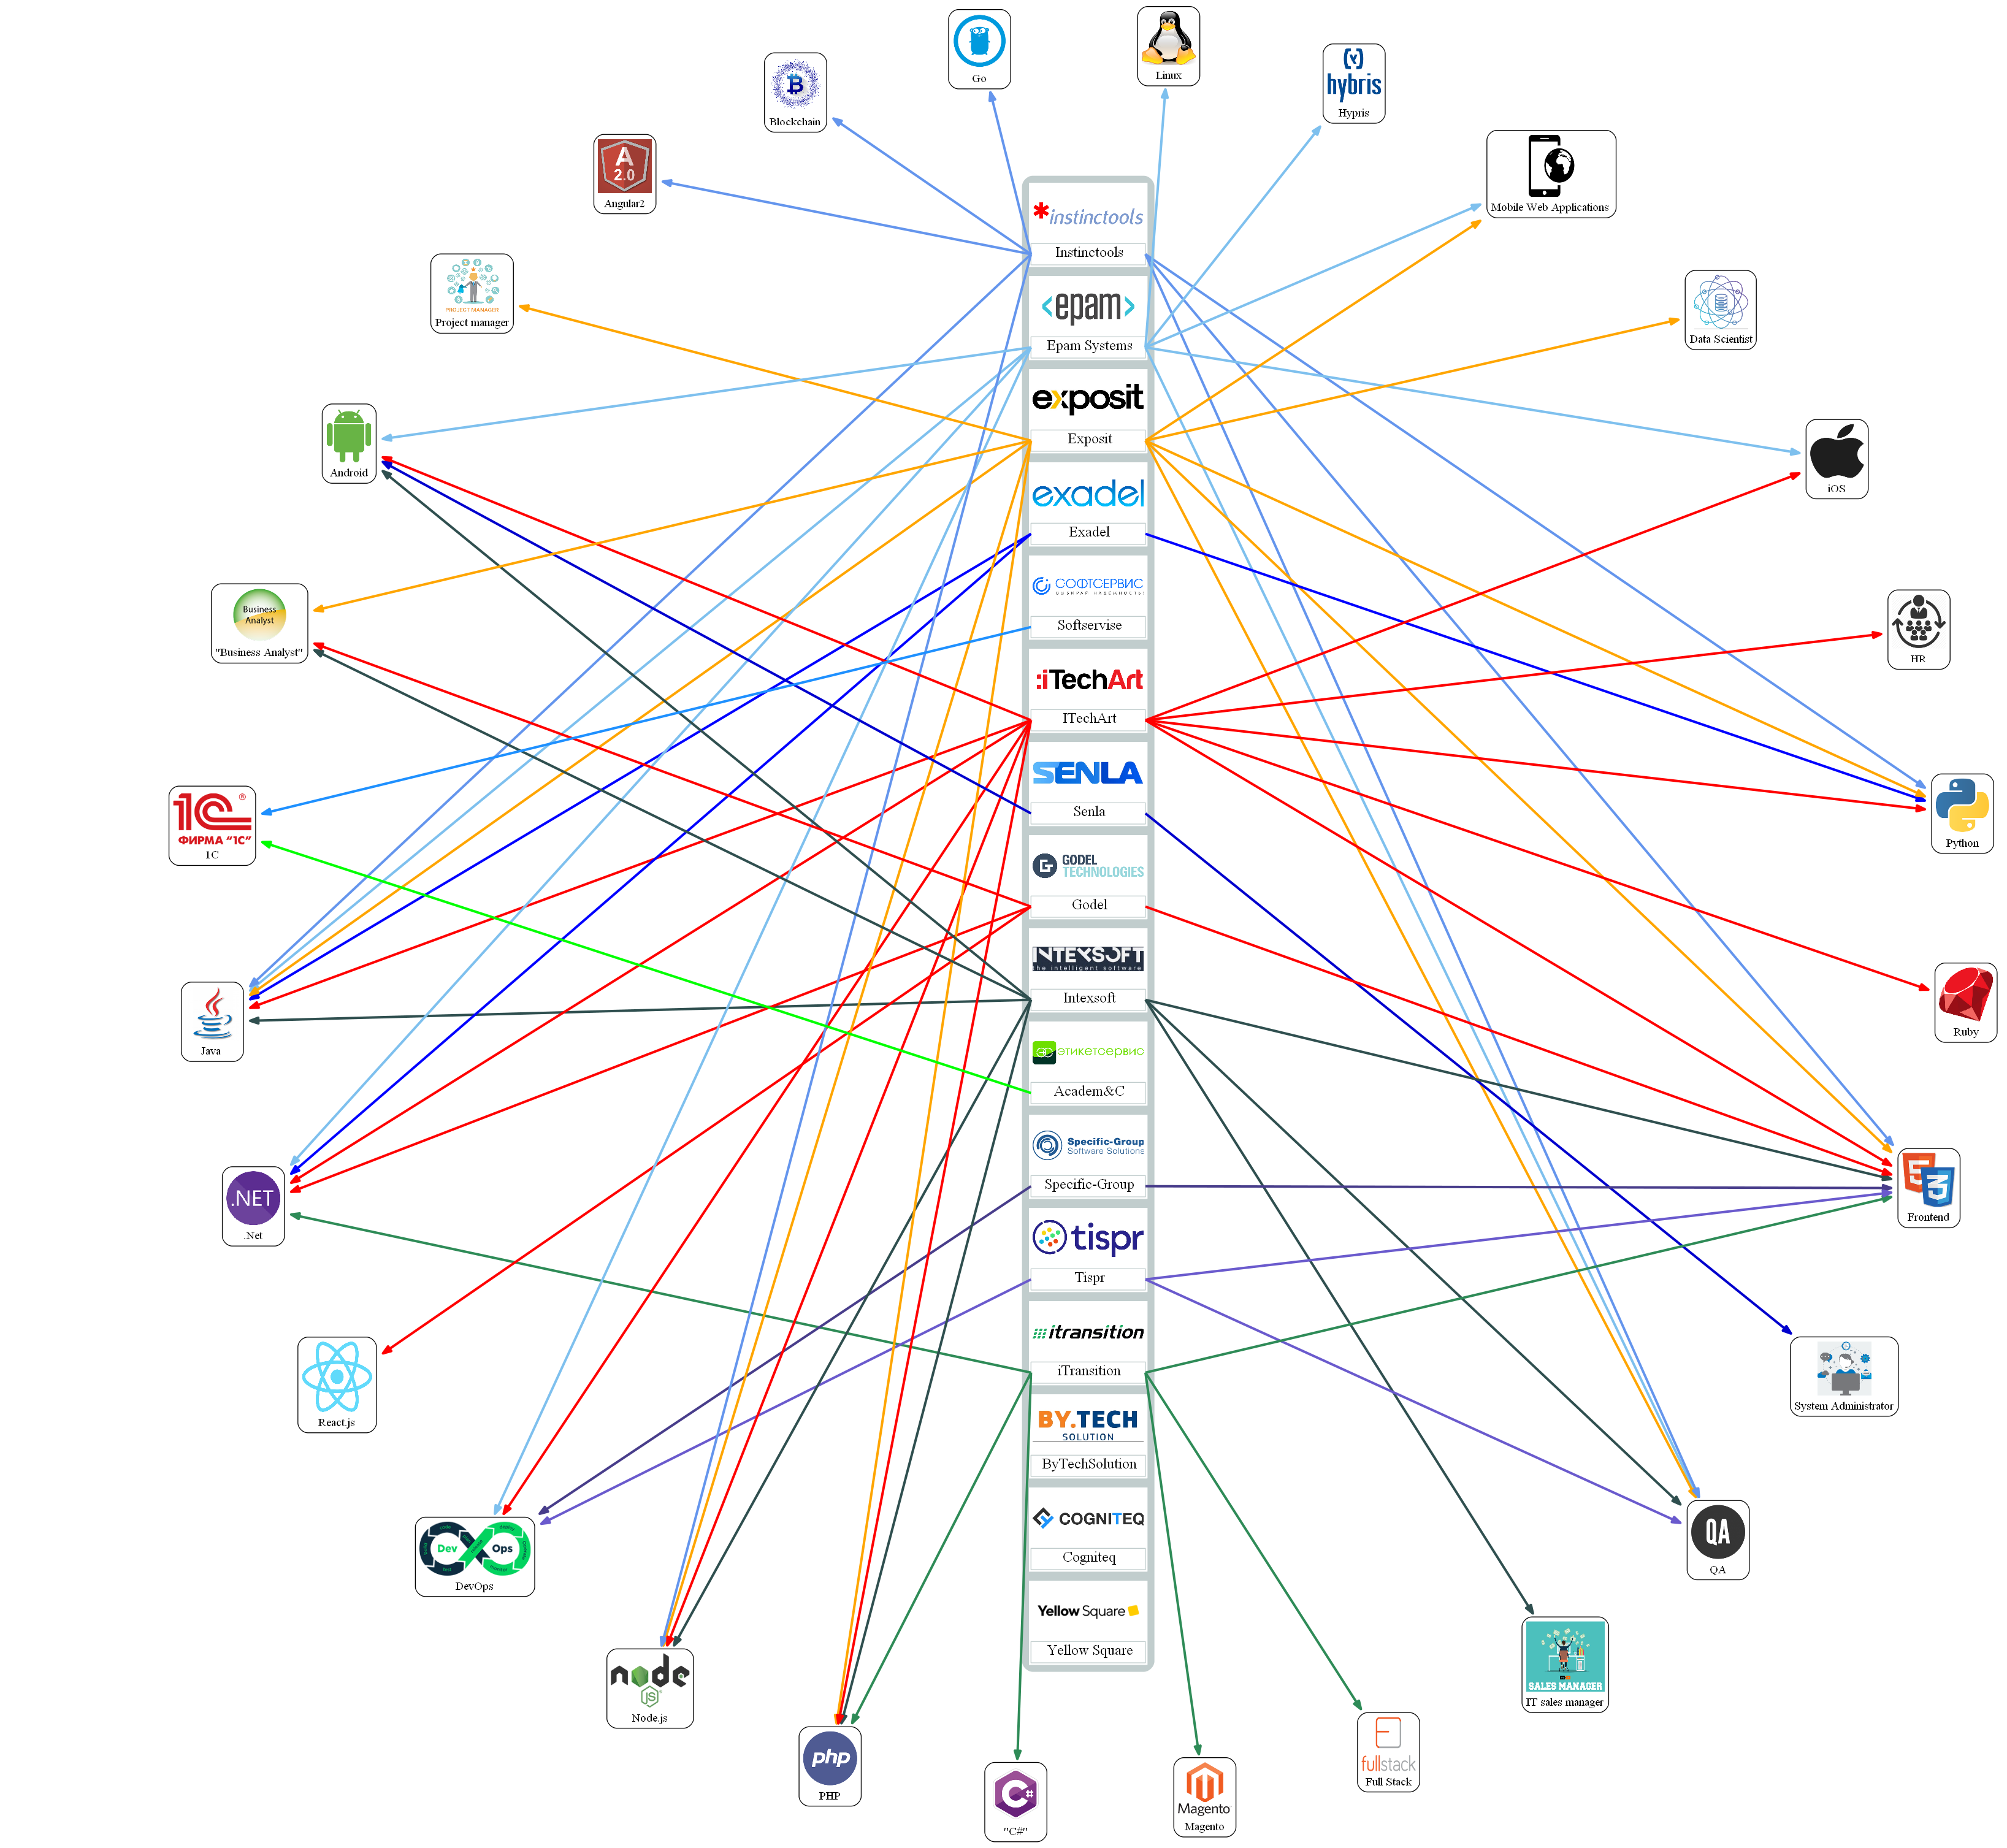 Go
Linux
B
Blockchain
hybris
Hypris
A
2.0
Angular2
Mobile Web Applications
*instinctools
Instinctools
PROJECT MANAGER
Project manager
<epam>
Epam Systems
Data Scientist
exposit
Exposit
Android
iOS
exadel
Exadel
Business
Analyst
"Business Analyst"
СОФТСЕРВИС
Softservise
HR
:iTechArt
ITechArt
1C
®
ФИРМА "1С"
1C
SENLA
Senla
Python
GODEL
TECHNOLOGIES
Godel
INTEXSOFT
the intelligent software
Intexsoft
Java
Ruby
ЭТИКЕТСЕРВИС
Academ&C
Specific-Group
Software Solutions
Specific-Group
.NET
.Net
5
3
Frontend
tispr
Tispr
itransition
iTransition
React.js
System Administrator
BY.TECH
SOLUTION
ByTechSolution
Dev Ops
DevOps
COGNITEQ
Cogniteq
QA
QA
Yellow Square
Yellow Square
node
JS
Node.js
SALES MANAGER
IT sales manager
php
PHP
C#
"C#"
Magento
Magento
fullstack
Full Stack